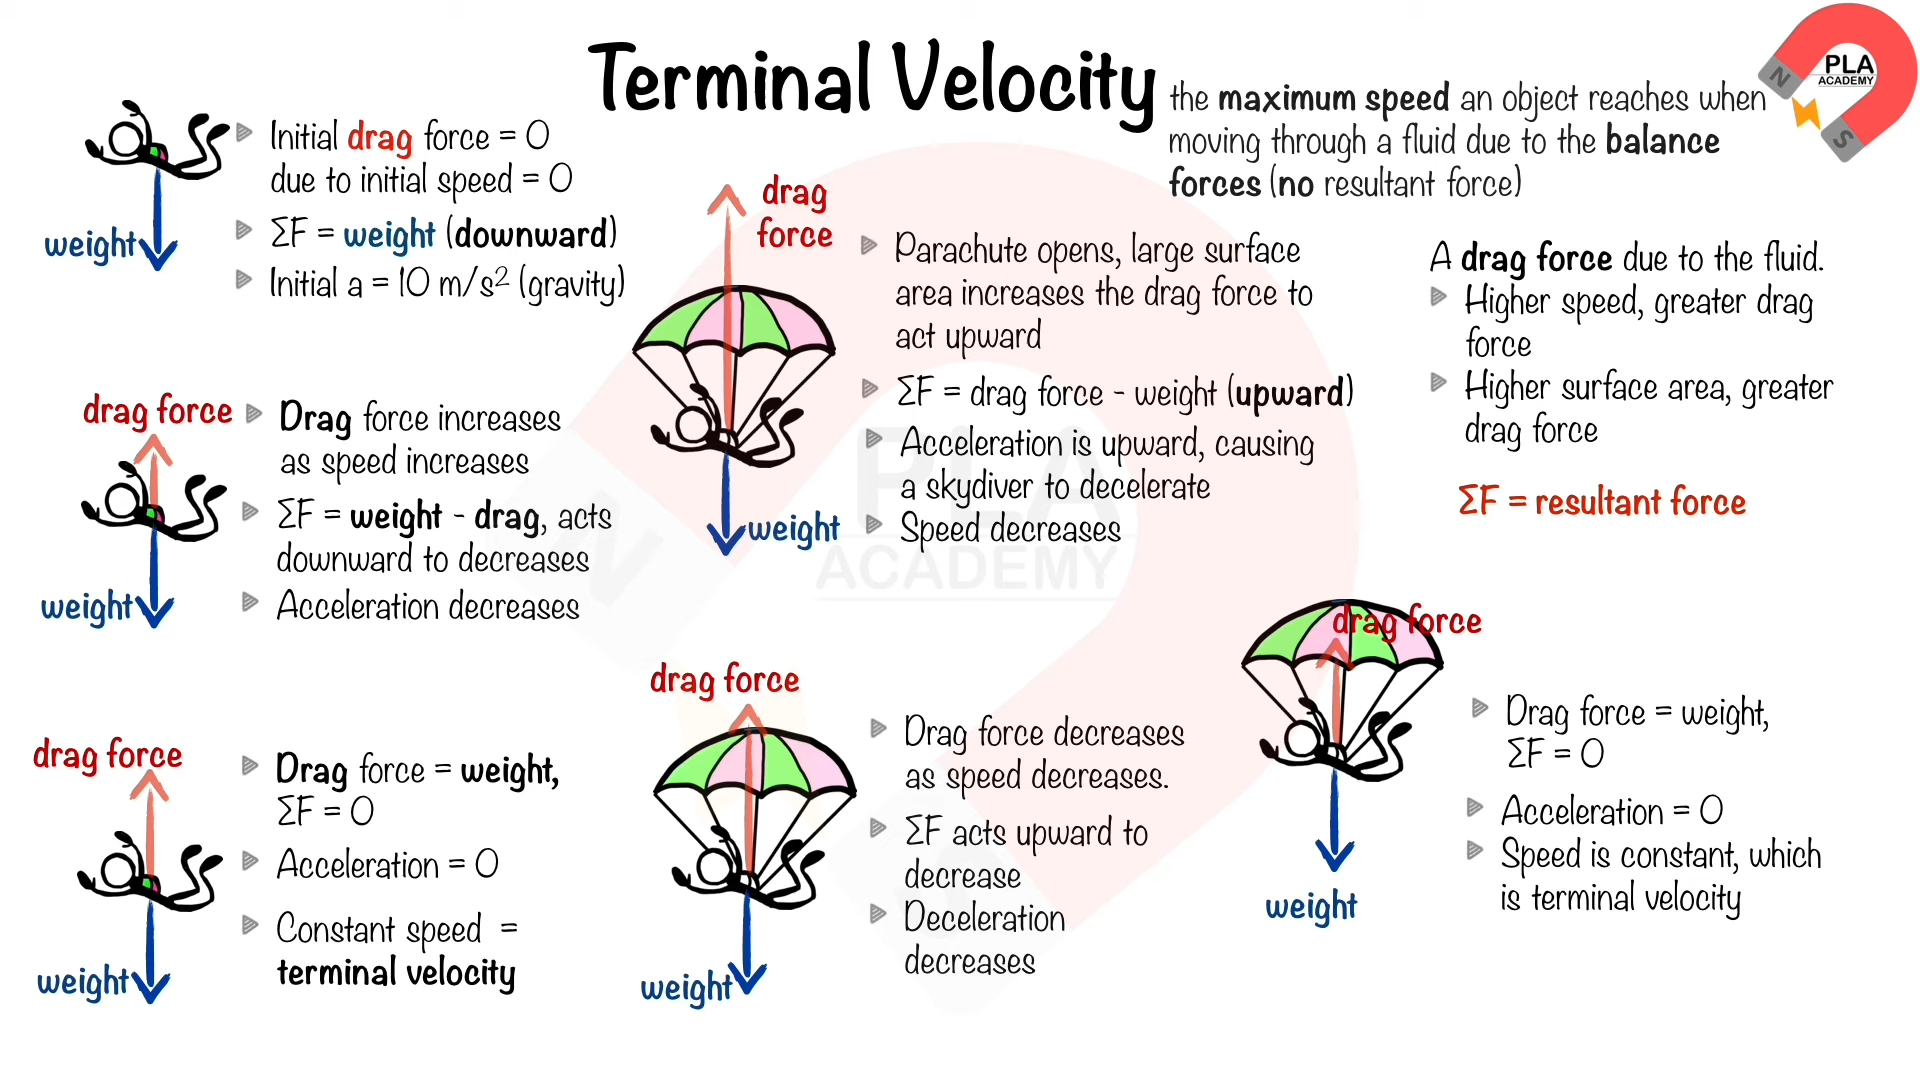 Terminal Velocity
the maximum speed an object reaches when
moving through a fluid due to the balance
forces (no resultant force)
PLA
ACADEMY
N
S
Initial drag force = 0
due to initial speed = 0
ΣF = weight (downward)
Initial a = 10 m/s² (gravity)
weight
drag force
Drag force increases
as speed increases
ΣF = weight - drag, acts
downward to decreases
Acceleration decreases
weight
drag force
Drag force = weight,
ΣF = 0
Acceleration = 0
Constant speed =
terminal velocity
weight
drag
force
Parachute opens, large surface
area increases the drag force to
act upward
ΣF = drag force - weight (upward)
Acceleration is upward, causing
a skydiver to decelerate
Speed decreases
weight
PLA
ACADEMY
N
drag force
Drag force decreases
as speed decreases.
ΣF acts upward to
decrease
Deceleration
decreases
weight
A drag force due to the fluid.
Higher speed, greater drag
force
Higher surface area, greater
drag force
ΣF = resultant force
drag force
Drag force = weight,
ΣF = 0
Acceleration = 0
Speed is constant, which
is terminal velocity
weight